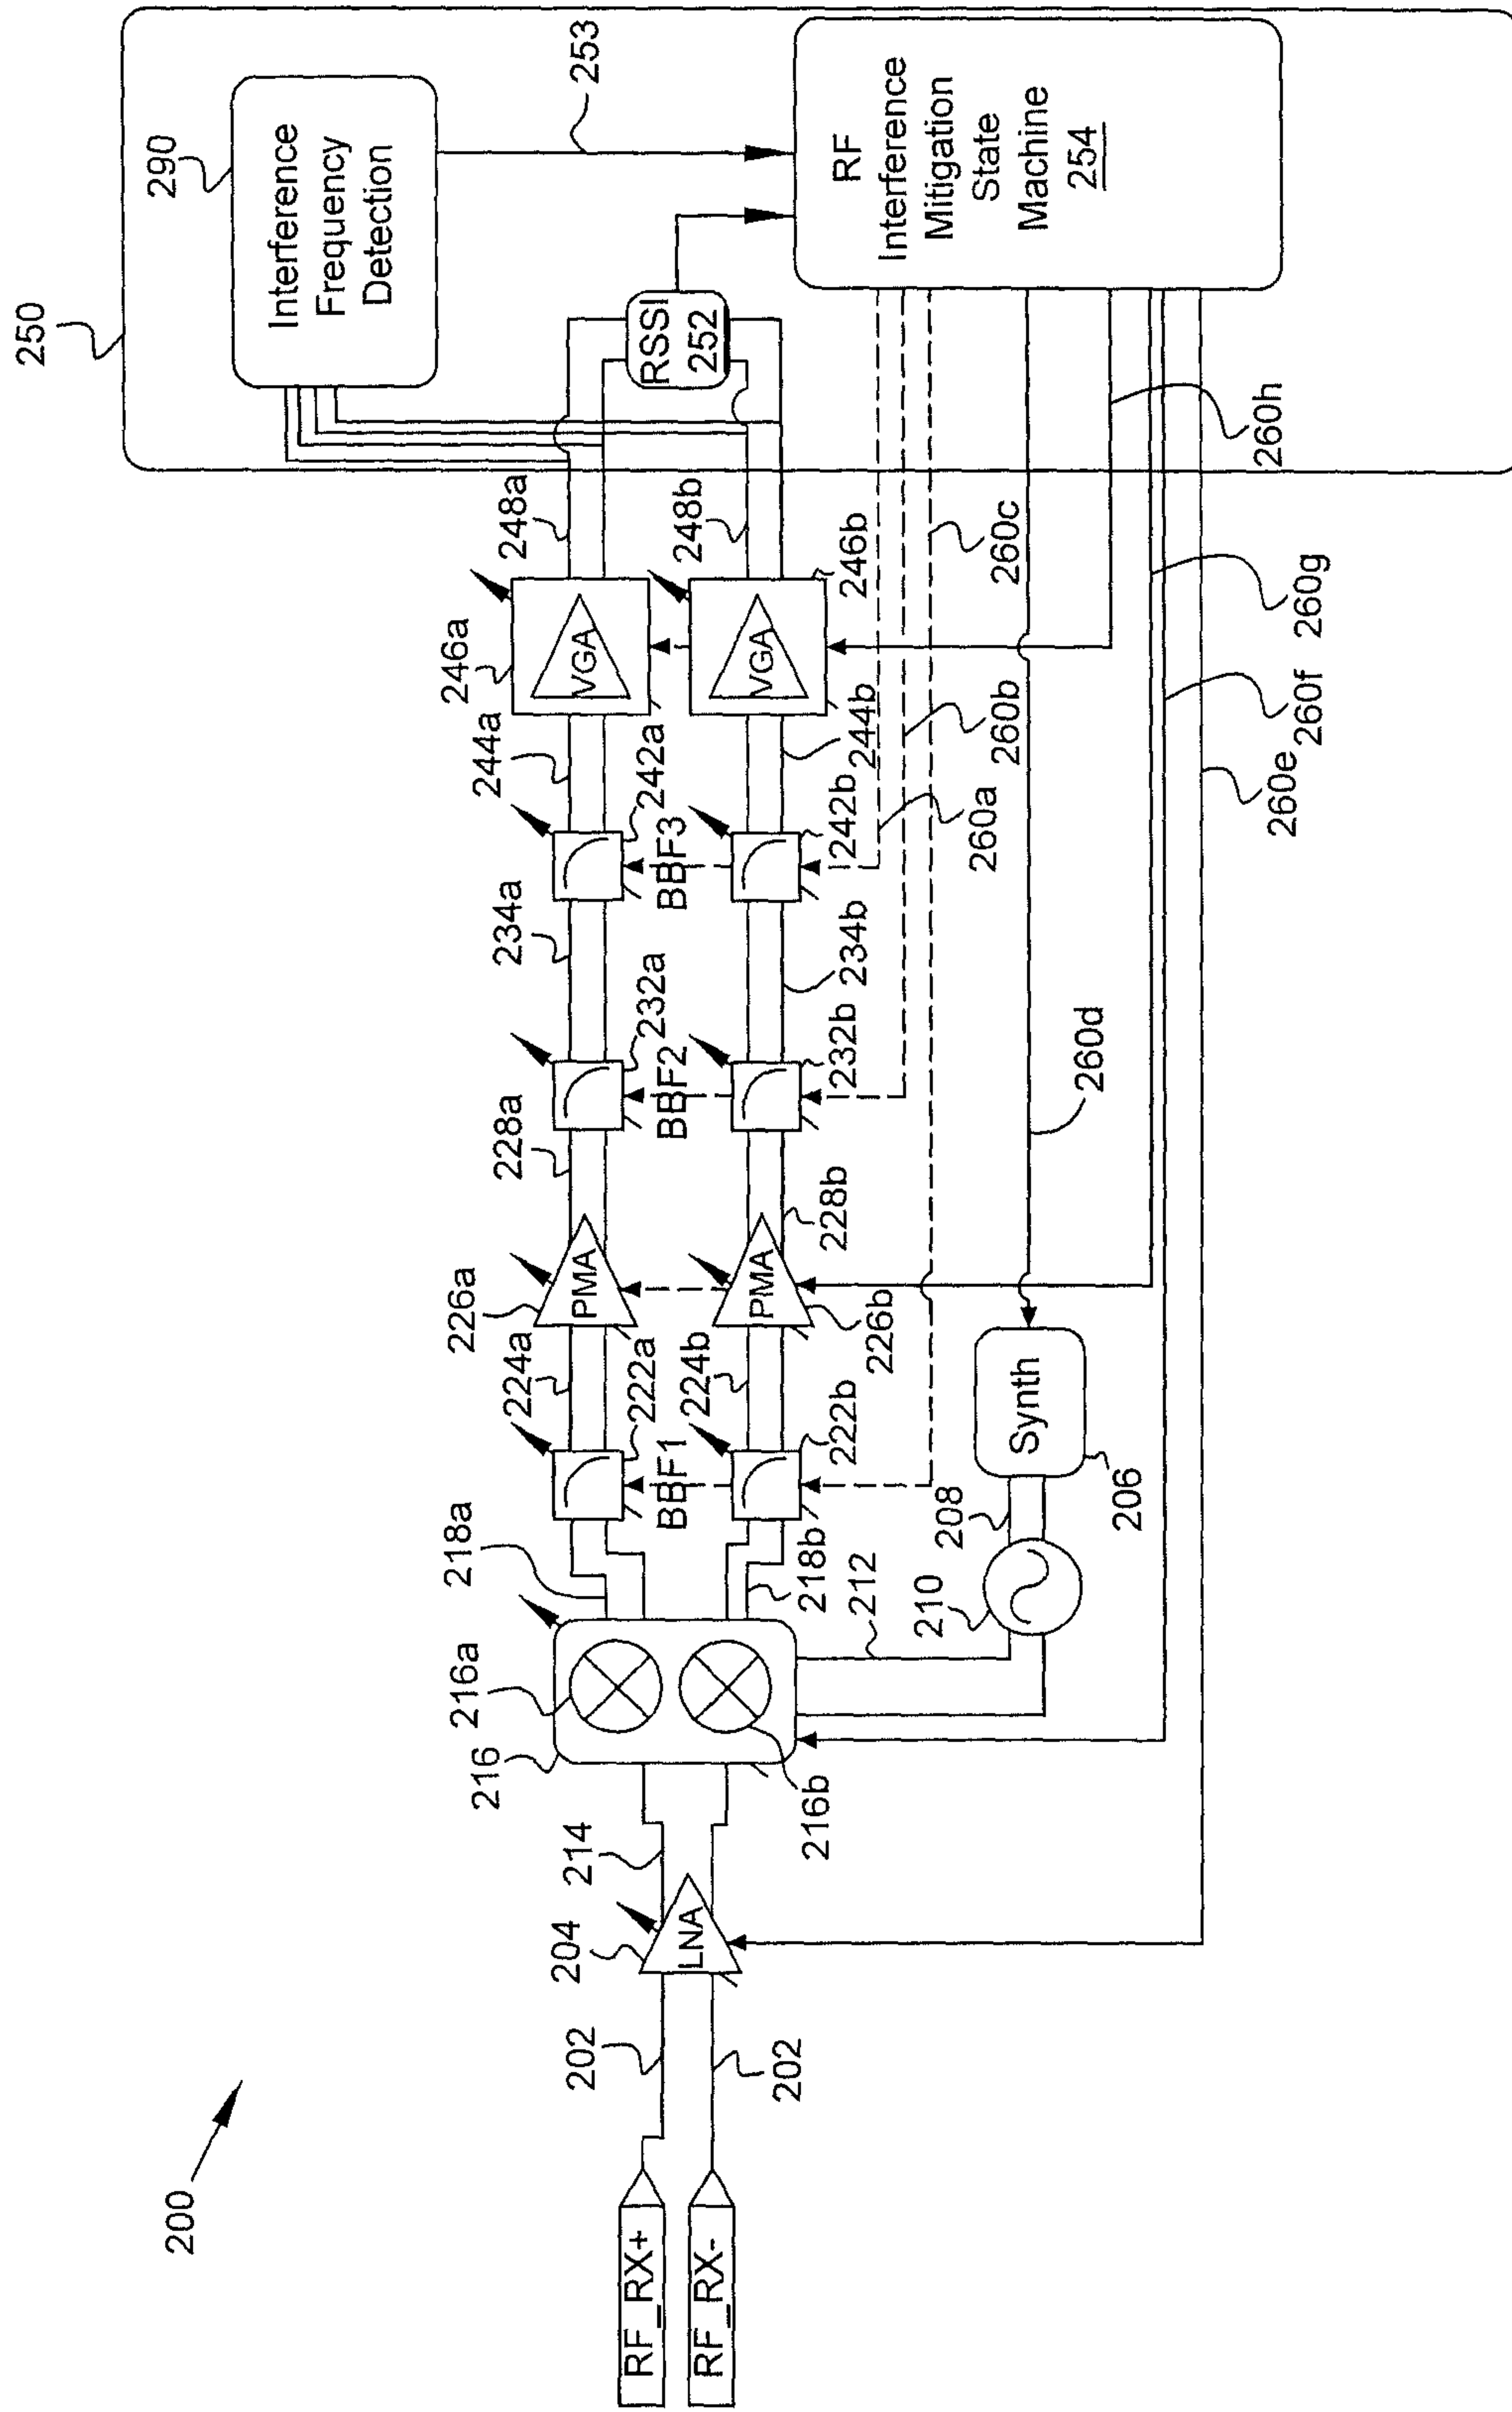 200
250
290
Interference
Frequency
Detection
253
RF
Interference
Mitigation
State
Machine
254
RSSI
252
RF_RX+
RF_RX-
202
202
204
LNA
214
216
216a
216b
218a
218b
212
210
208
206
Synth
BBF1
222a
222b
224a
224b
226a
PMA
226b
PMA
228a
228b
BBF2
232a
232b
234a
234b
BBF3
242a
242b
244a
244b
246a
VGA
246b
VGA
248a
248b
260a
260b
260c
260d
260e
260f
260g
260h